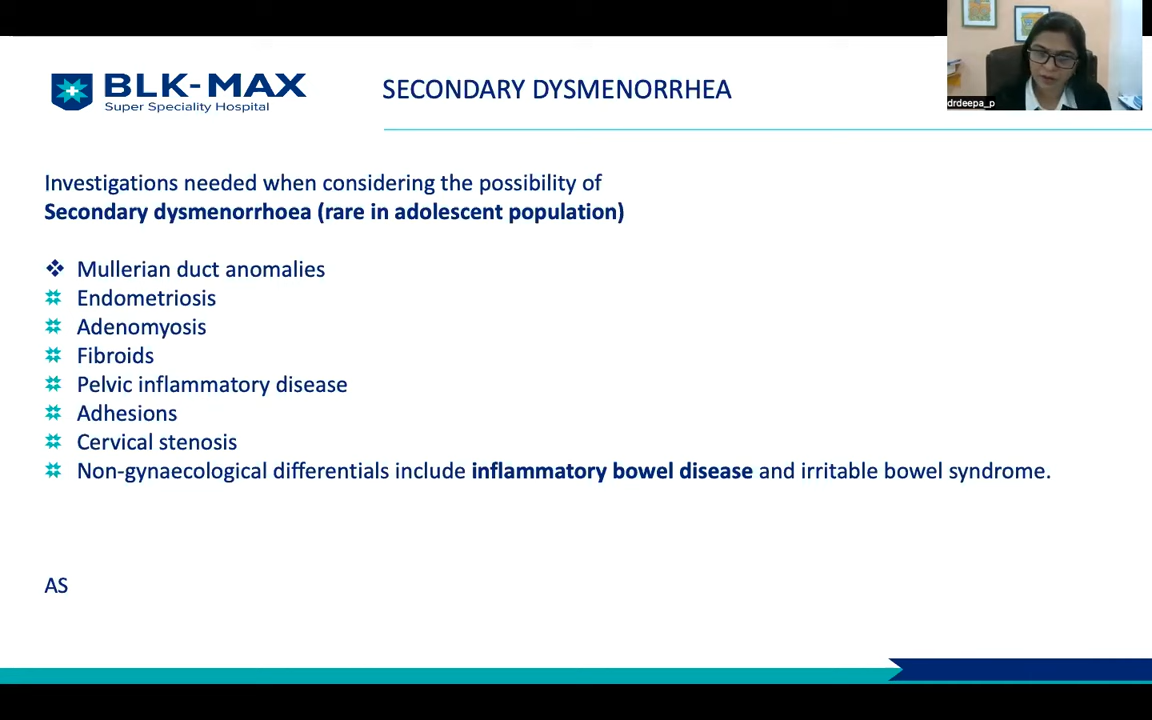 BLK-MAX
Super Speciality Hospital
SECONDARY DYSMENORRHEA
drdeepa_p
Investigations needed when considering the possibility of
Secondary dysmenorrhoea (rare in adolescent population)
Mullerian duct anomalies
Endometriosis
Adenomyosis
Fibroids
Pelvic inflammatory disease
Adhesions
Cervical stenosis
Non-gynaecological differentials include inflammatory bowel disease and irritable bowel syndrome.
AS